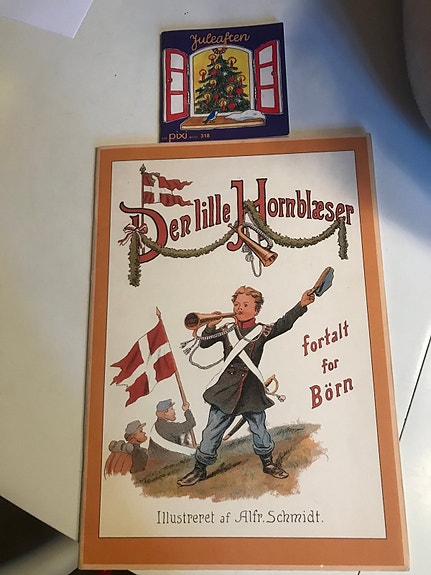 Juleaften
pixi
318
Den lille Hornblæser
fortalt
for
Börn
Illustreret af Alfr. Schmidt.